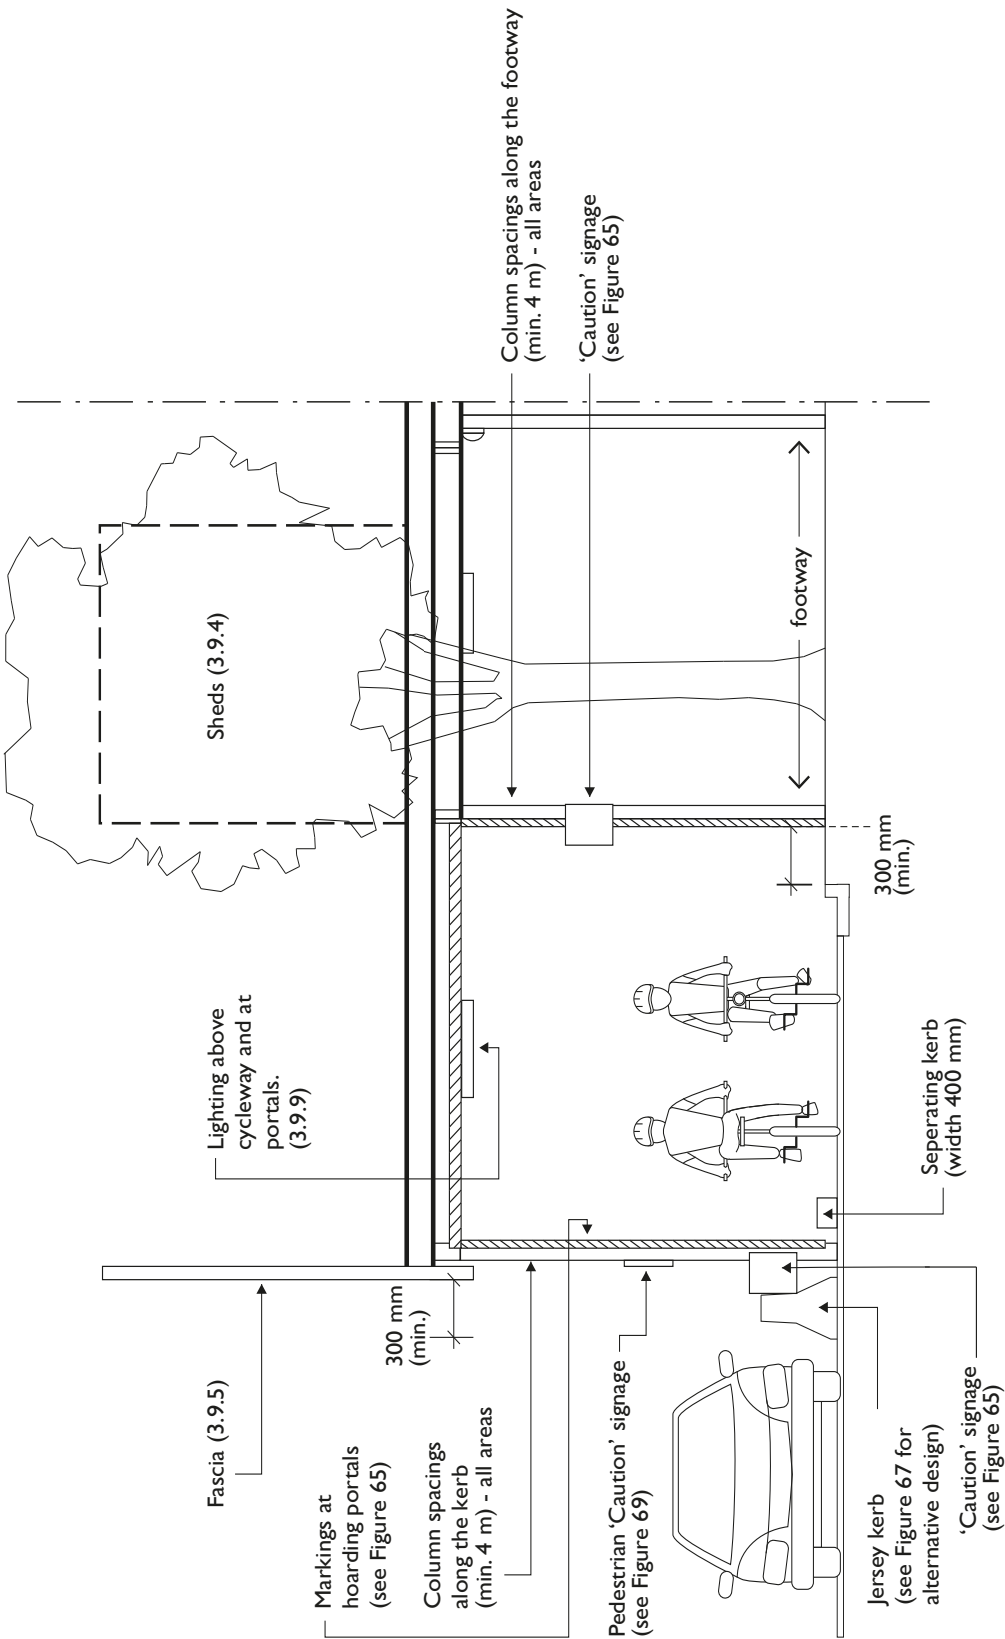 Fascia (3.9.5)
Lighting above
cycleway and at
portals.
(3.9.9)
Sheds (3.9.4)
300 mm
(min.)
Markings at
hoarding portals
(see Figure 65)
Column spacings
along the kerb
(min. 4 m) - all areas
Pedestrian ‘Caution’ signage
(see Figure 69)
Jersey kerb
(see Figure 67 for
alternative design)
‘Caution’ signage
(see Figure 65)
Seperating kerb
(width 400 mm)
300 mm
(min.)
footway
Column spacings along the footway
(min. 4 m) - all areas
‘Caution’ signage
(see Figure 65)